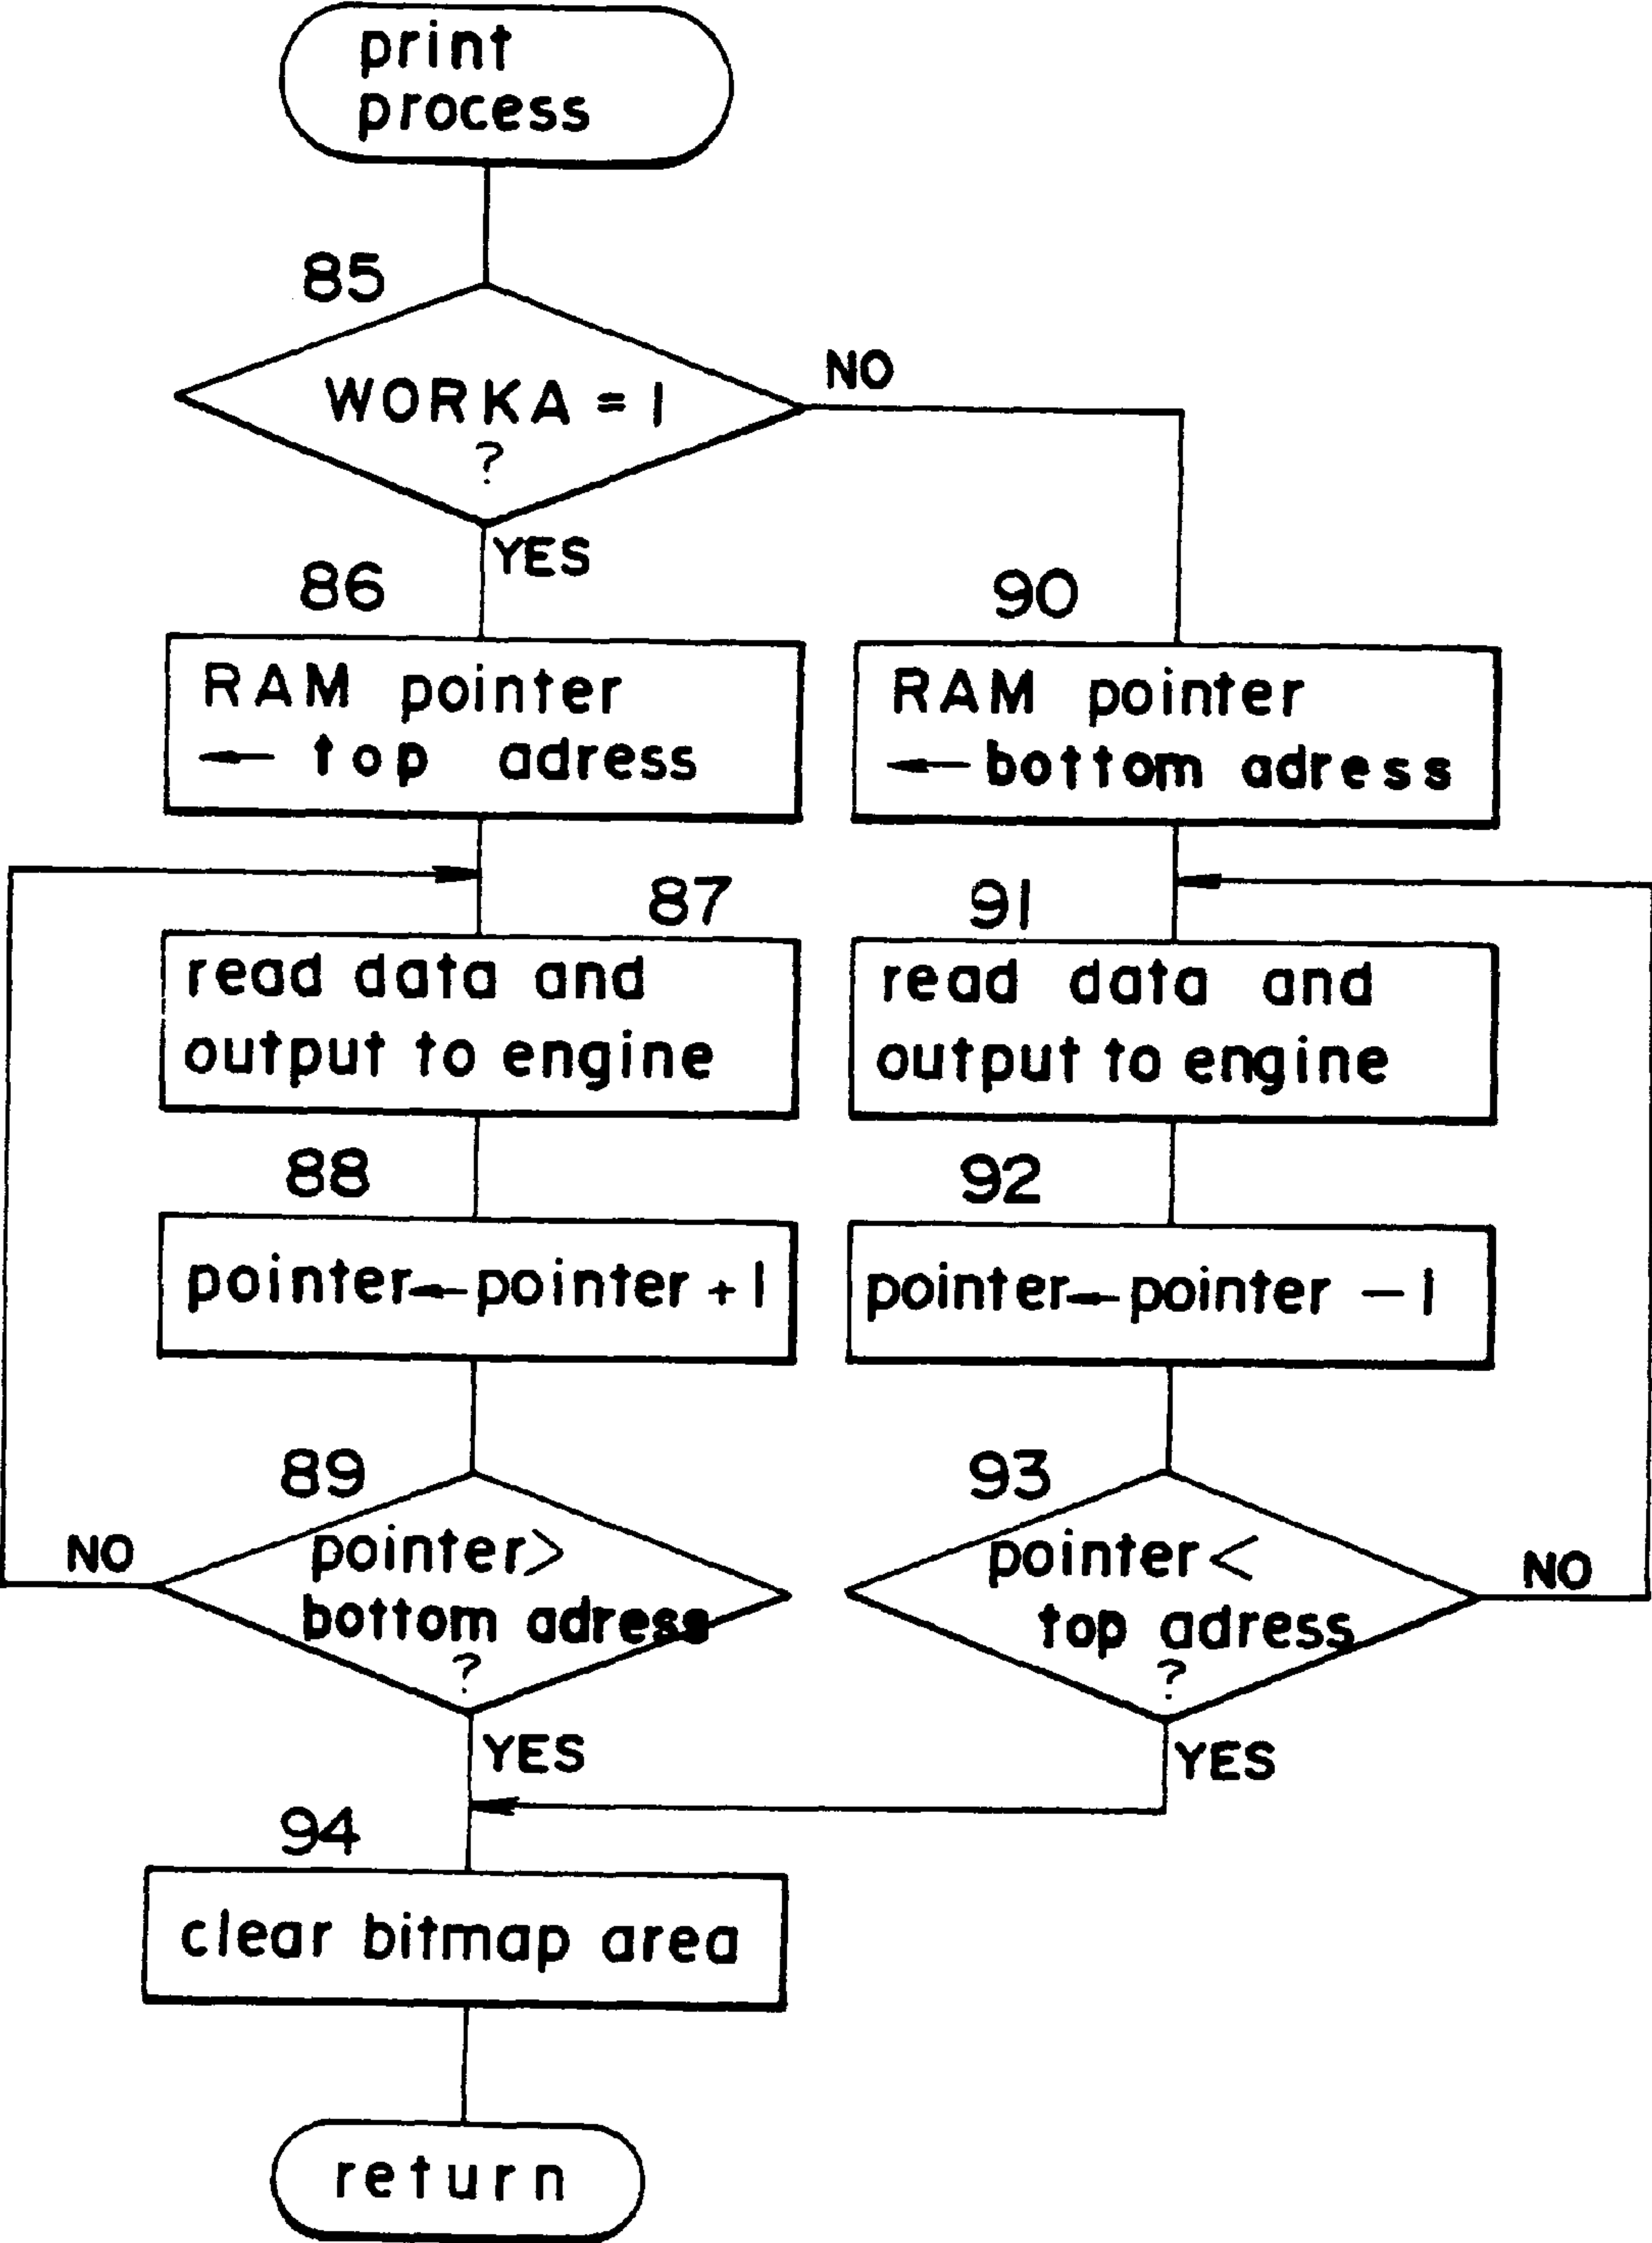 print
process
85
WORKA = 1
?
NO
YES
86
RAM pointer
← top adress
90
RAM pointer
← bottom adress
87
read data and
output to engine
91
read data and
output to engine
88
pointer ← pointer + 1
92
pointer ← pointer − 1
89
pointer >
bottom adress
?
NO
YES
93
pointer <
top adress
?
NO
YES
94
clear bitmap area
return